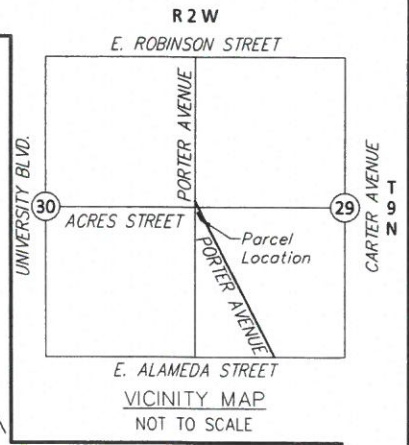 R 2 W
E. ROBINSON STREET
UNIVERSITY BLVD.
PORTER AVENUE
CARTER AVENUE
30
ACRES STREET
29
T
9
N
Parcel
Location
PORTER AVENUE
E. ALAMEDA STREET
VICINITY MAP
NOT TO SCALE